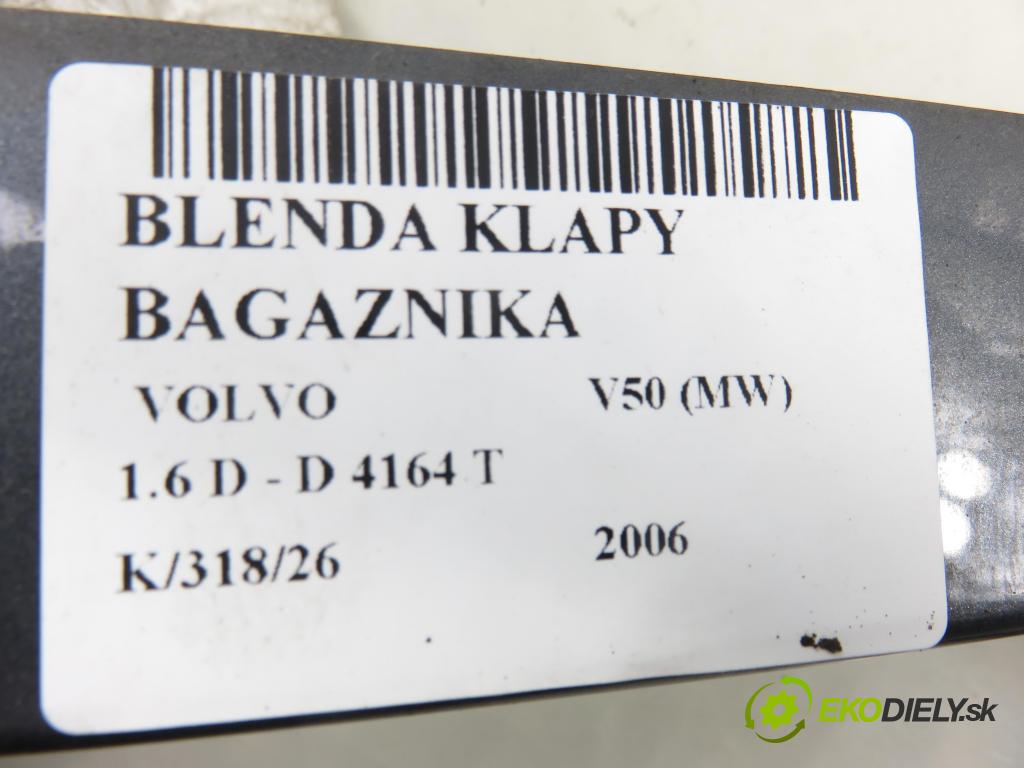 BLENDA KLAPY
BAGAZNIKA
VOLVO V50 (MW)
1.6 D - D 4164 T
K/318/26 2006
EKODIELY.sk